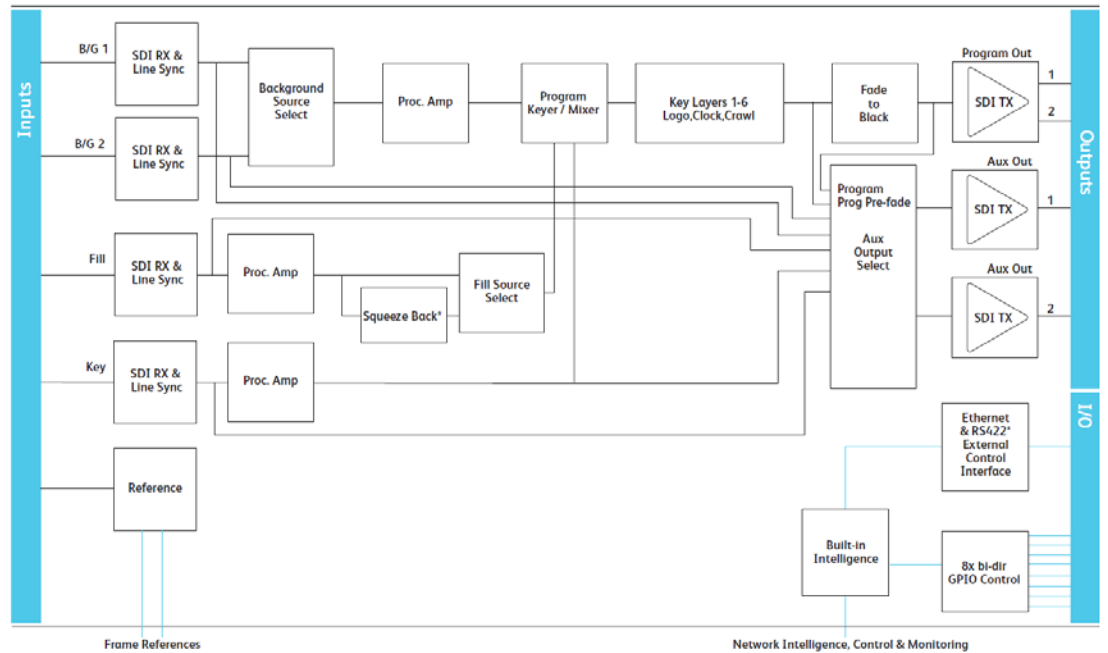 Inputs
B/G 1
SDI RX &
Line Sync
B/G 2
SDI RX &
Line Sync
Background
Source
Select
Proc. Amp
Program
Keyer / Mixer
Key Layers 1-6
Logo,Clock,Crawl
Fade
to
Black
Program Out
SDI TX
1
2
Outputs
Program
Prog Pre-fade
Aux
Output
Select
Aux Out
SDI TX
1
Aux Out
SDI TX
2
Fill
SDI RX &
Line Sync
Proc. Amp
Squeeze Back*
Fill Source
Select
Key
SDI RX &
Line Sync
Proc. Amp
Reference
Frame References
I/O
Ethernet
& RS422*
External
Control
Interface
Built-in
Intelligence
8x bi-dir
GPIO Control
Network Intelligence, Control & Monitoring